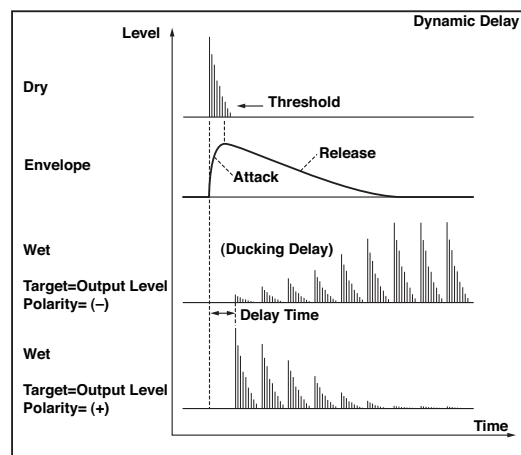 Dynamic Delay
Level
Dry
Threshold
Envelope
Release
Attack
Wet
(Ducking Delay)
Target=Output Level
Polarity= (–)
Delay Time
Wet
Target=Output Level
Polarity= (+)
Time